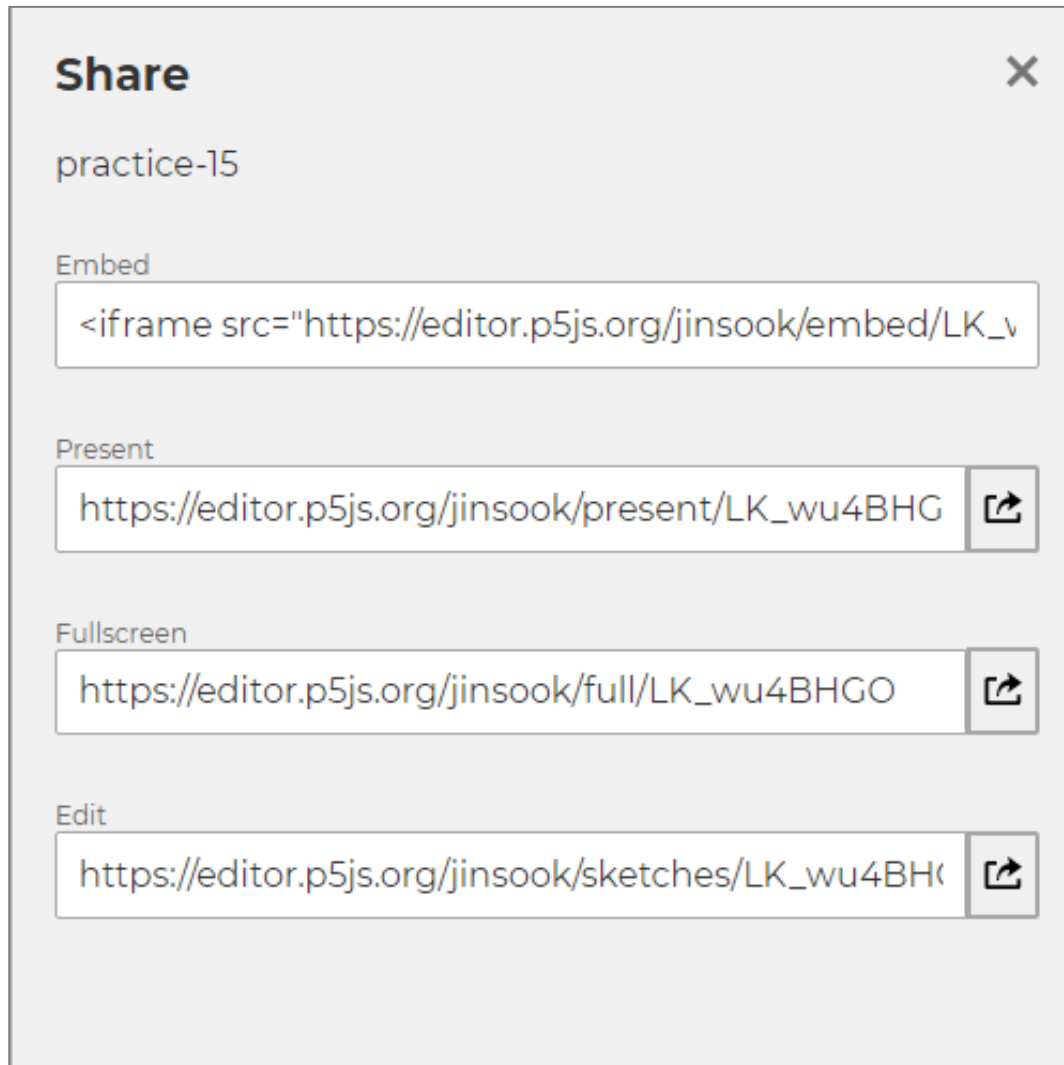 Share
practice-15
Embed
<iframe src="https://editor.p5js.org/jinsook/embed/LK_
Present
https://editor.p5js.org/jinsook/present/LK_wu4BHG
Fullscreen
https://editor.p5js.org/jinsook/full/LK_wu4BHGO
Edit
https://editor.p5js.org/jinsook/sketches/LK_wu4BH